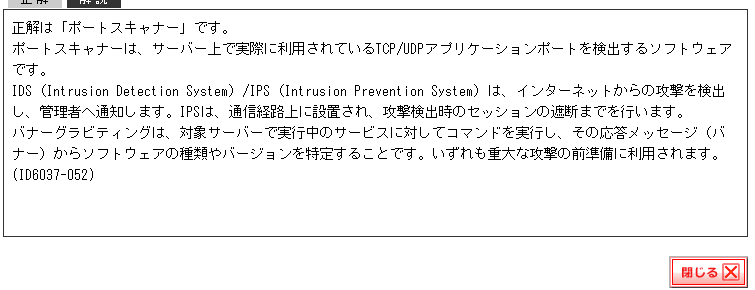 正解 解説
正解は「ポートスキャナー」です。
ポートスキャナーは、サーバー上で実際に利用されているTCP/UDPアプリケーションポートを検出するソフトウェア
です。
IDS（Intrusion Detection System）/IPS（Intrusion Prevention System）は、インターネットからの攻撃を検出
し、管理者へ通知します。IPSは、通信経路上に設置され、攻撃検出時のセッションの遮断までを行います。
バナーグラビティングは、対象サーバーで実行中のサービスに対してコマンドを実行し、その応答メッセージ（バ
ナー）からソフトウェアの種類やバージョンを特定することです。いずれも重大な攻撃の前準備に利用されます。
(ID6037-052)
閉じる